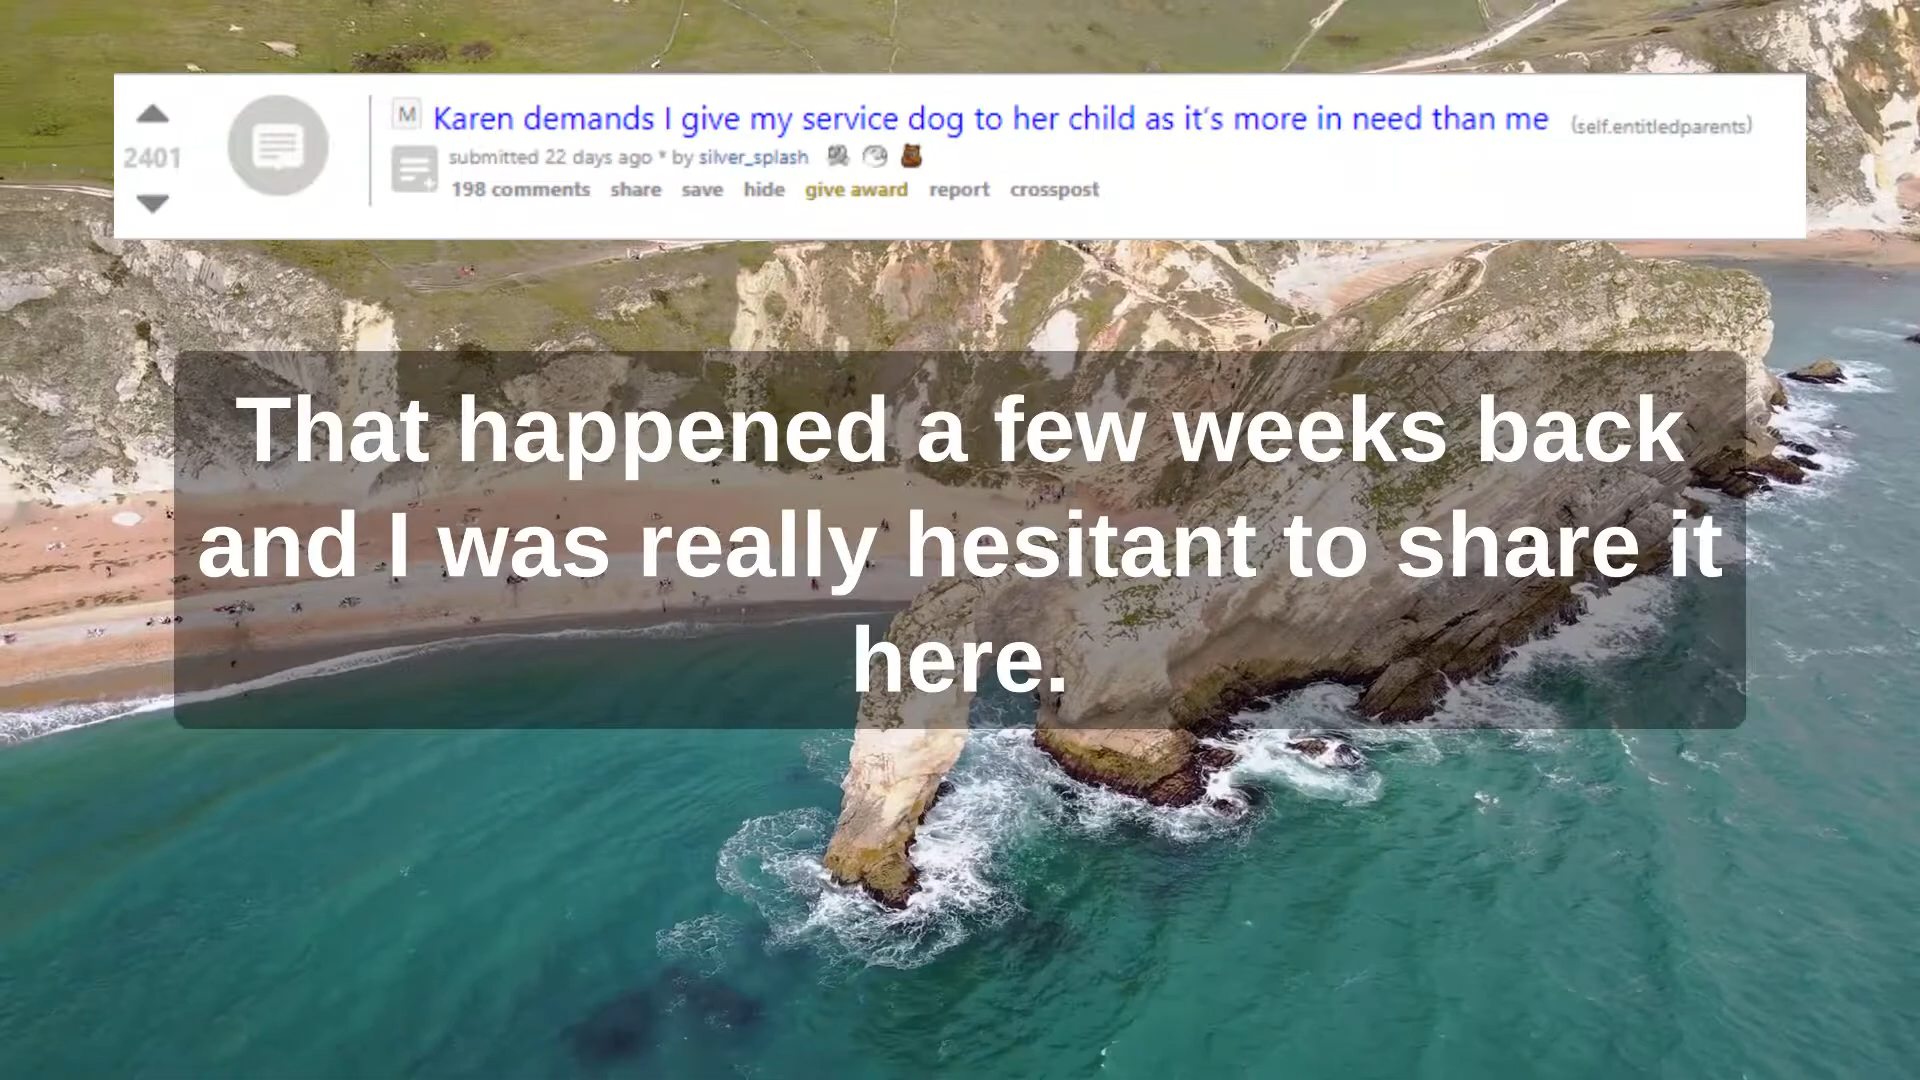 M Karen demands I give my service dog to her child as it's more in need than me (self.entitledparents)
2401
submitted 22 days ago * by silver_splash
198 comments share save hide give award report crosspost
That happened a few weeks back
and I was really hesitant to share it
here.